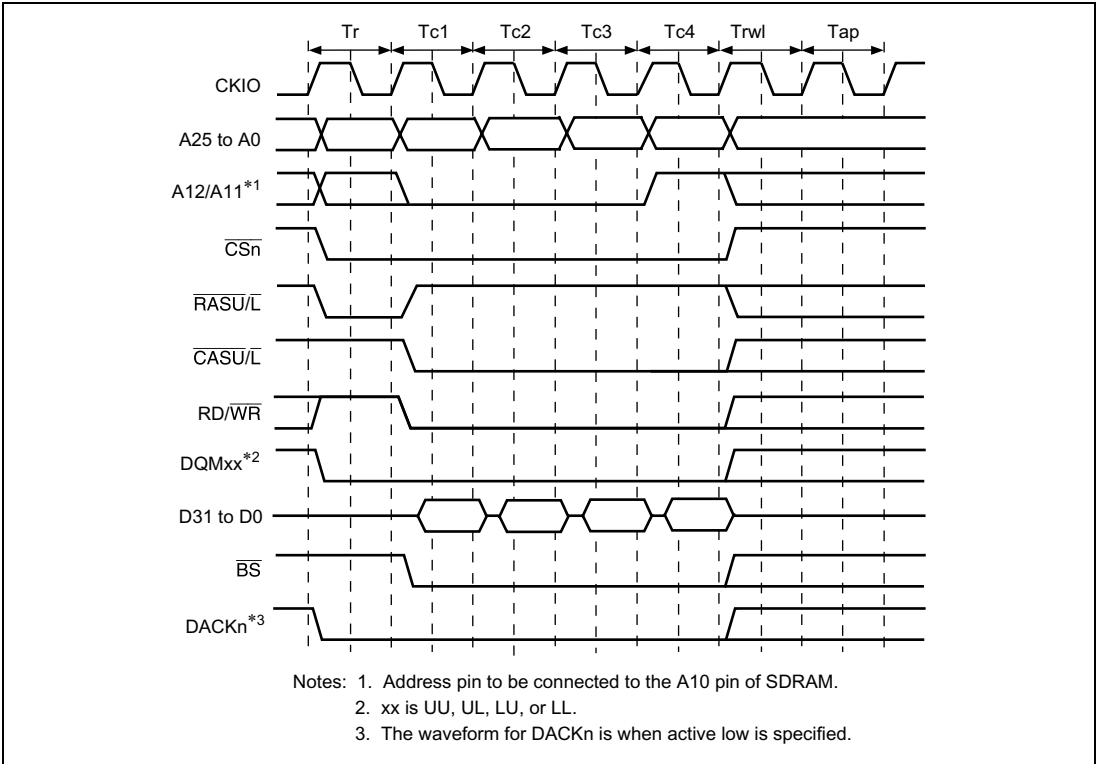 Tr Tc1 Tc2 Tc3 Tc4 Trwl Tap
CKIO
A25 to A0
A12/A11*1
CSn
RASU/L
CASU/L
RD/WR
DQMxx*2
D31 to D0
BS
DACKn*3
Notes: 1. Address pin to be connected to the A10 pin of SDRAM.
2. xx is UU, UL, LU, or LL.
3. The waveform for DACKn is when active low is specified.